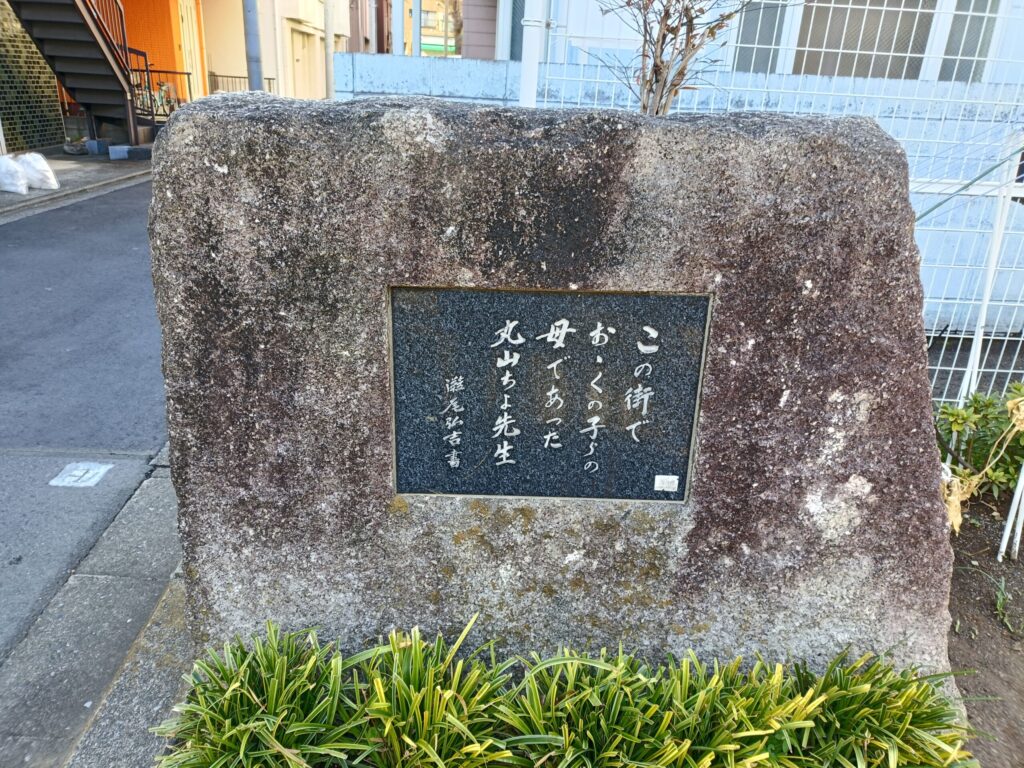 この街で
おゝくの子らの
母であった
丸山ちよ先生
灘尾弘吉書